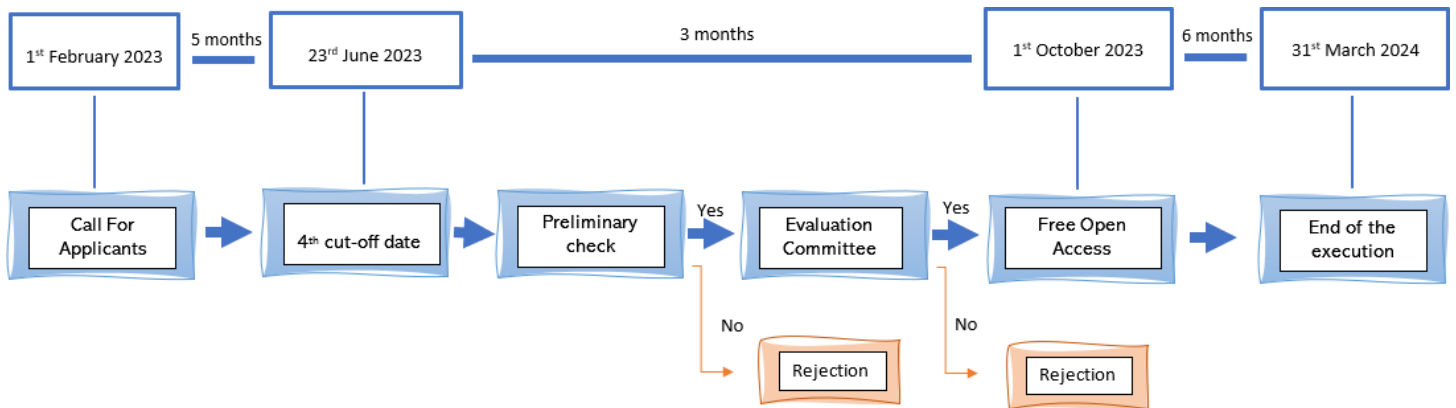 1st February 2023
5 months
23rd June 2023
3 months
1st October 2023
6 months
31st March 2024
Call For
Applicants
4th cut-off date
Preliminary
check
Yes
Evaluation
Committee
Yes
Free Open
Access
End of the
execution
No
Rejection
No
Rejection